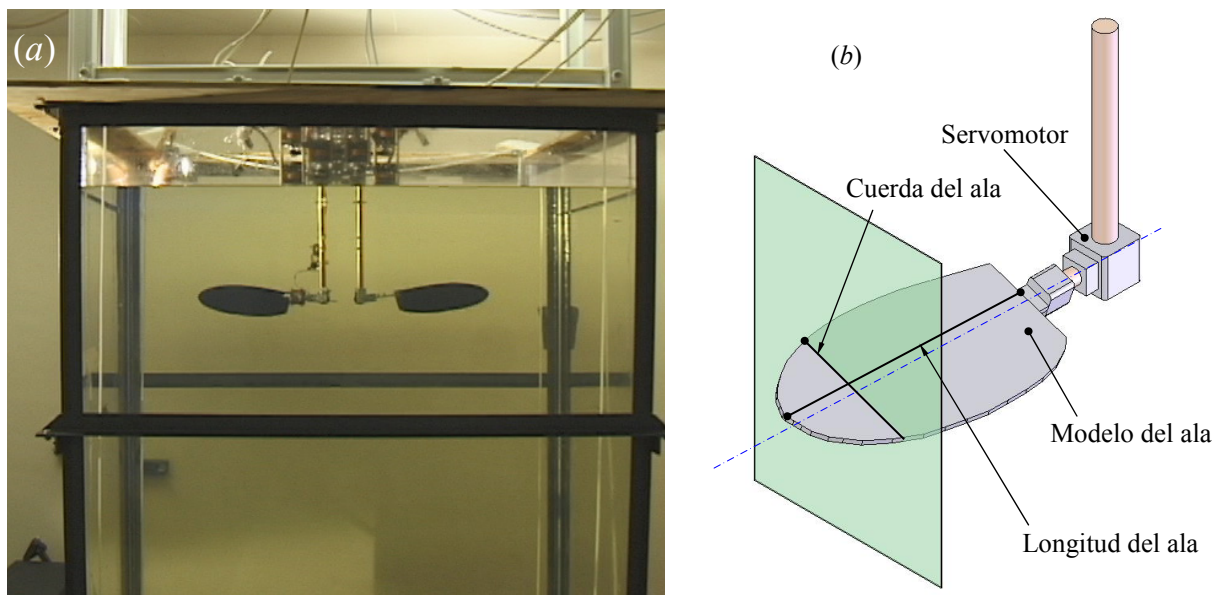 (a)
(b)
Servomotor
Cuerda del ala
Modelo del ala
Longitud del ala